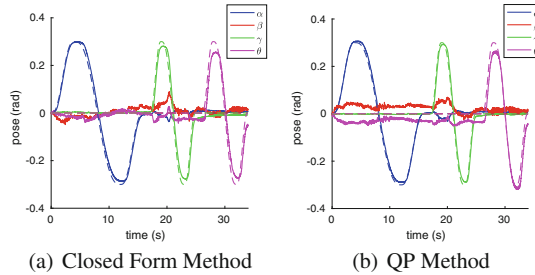 0.4
0.2
0
-0.2
-0.4
pose (rad)
0 10 20 30
time (s)
α
β
γ
θ
(a) Closed Form Method
0.4
0.2
0
-0.2
-0.4
pose (rad)
0 10 20 30
time (s)
(b) QP Method